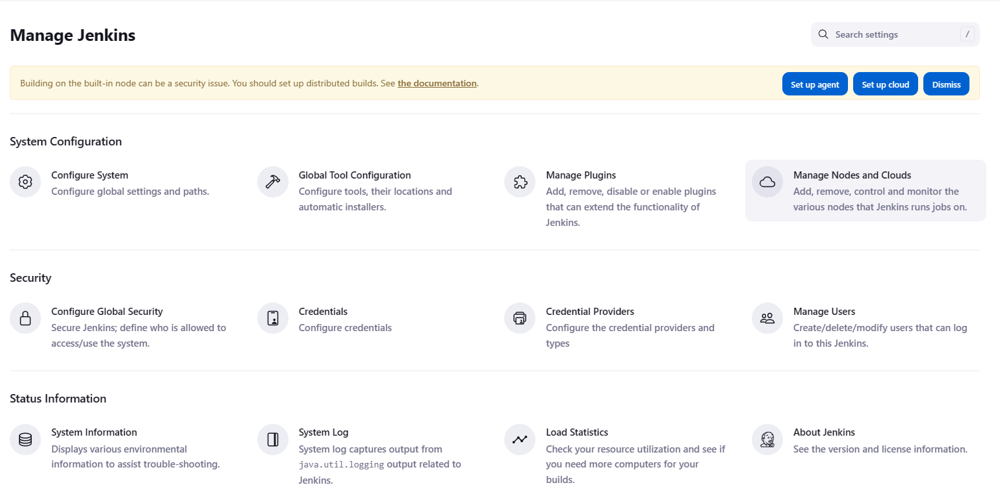 Manage Jenkins
Search settings
/
Building on the built-in node can be a security issue. You should set up distributed builds. See the documentation.
Set up agent
Set up cloud
Dismiss
System Configuration
Configure System
Configure global settings and paths.
Global Tool Configuration
Configure tools, their locations and
automatic installers.
Manage Plugins
Add, remove, disable or enable plugins
that can extend the functionality of
Jenkins.
Manage Nodes and Clouds
Add, remove, control and monitor the
various nodes that Jenkins runs jobs on.
Security
Configure Global Security
Secure Jenkins; define who is allowed to
access/use the system.
Credentials
Configure credentials
Credential Providers
Configure the credential providers and
types
Manage Users
Create/delete/modify users that can log
in to this Jenkins.
Status Information
System Information
Displays various environmental
information to assist trouble-shooting.
System Log
System log captures output from
java.util.logging output related to
Jenkins.
Load Statistics
Check your resource utilization and see if
you need more computers for your
builds.
About Jenkins
See the version and license information.